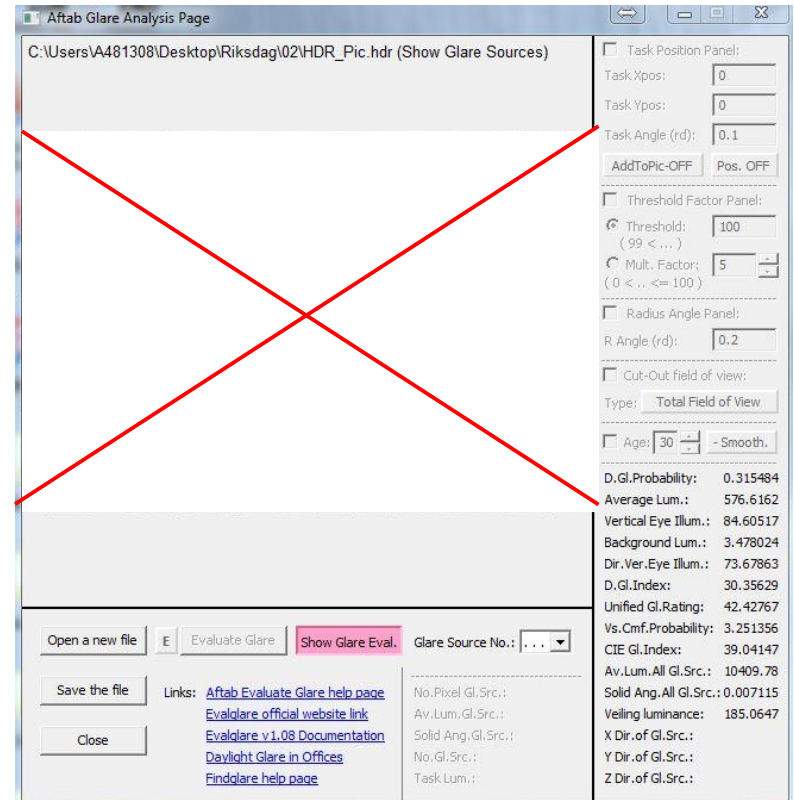 Aftab Glare Analysis Page
C:\Users\A481308\Desktop\Riksdag\02\HDR_Pic.hdr (Show Glare Sources)
Task Position Panel:
Task Xpos: 0
Task Ypos: 0
Task Angle (rd): 0.1
AddToPic-OFF Pos. OFF
Threshold Factor Panel:
Threshold: 100
( 99 < ... )
Mult. Factor: 5
( 0 < .. <= 100 )
Radius Angle Panel:
R Angle (rd): 0.2
Cut-Out field of view:
Type: Total Field of View
Age: 30 - Smooth.
D.Gl.Probability: 0.315484
Average Lum.: 576.6162
Vertical Eye Illum.: 84.60517
Background Lum.: 3.478024
Dir.Ver.Eye Illum.: 73.67863
D.Gl.Index: 30.35629
Unified Gl.Rating: 42.42767
Vs.Cmf.Probability: 3.251356
CIE Gl.Index: 39.04147
Av.Lum.All Gl.Src.: 10409.78
Solid Ang.All Gl.Src.: 0.007115
Veiling luminance: 185.0647
X Dir.of Gl.Src.:
Y Dir.of Gl.Src.:
Z Dir.of Gl.Src.:
Open a new file E Evaluate Glare Show Glare Eval. Glare Source No.: . . .
Save the file Links: Aftab Evaluate Glare help page
Evalglare official website link
Close Evalglare v1.08 Documentation
Daylight Glare in Offices
Findglare help page
No.Pixel Gl.Src.:
Av.Lum.Gl.Src.:
Solid Ang.Gl.Src.:
No.Gl.Src.:
Task Lum.: